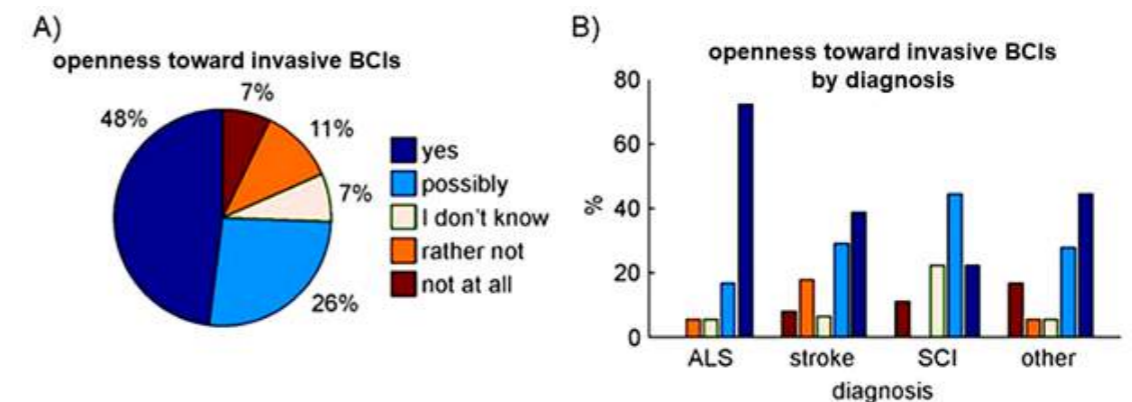 A)
openness toward invasive BCIs
7%
48%
11%
7%
26%
yes
possibly
I don't know
rather not
not at all
B)
openness toward invasive BCIs
by diagnosis
80
60
40
20
0
%
ALS stroke SCI other
diagnosis